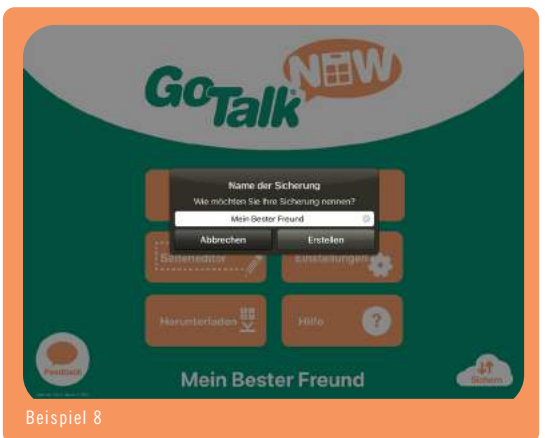 GoTalk NEW
Name der Sicherung
Wie möchten Sie Ihre Sicherung nennen?
Mein Bester Freund
Abbrechen Erstellen
Seiteneditor Einstellungen
Herunterladen Hilfe ?
Feedback
Mein Bester Freund
Sichern
Beispiel 8